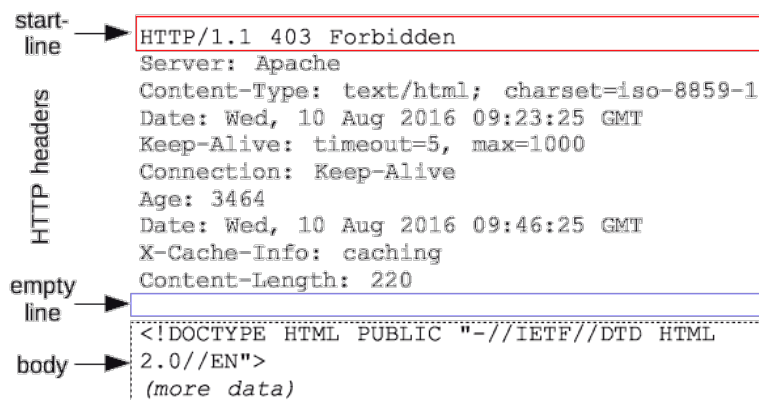 start-
line
HTTP/1.1 403 Forbidden
Server: Apache
Content-Type: text/html; charset=iso-8859-1
Date: Wed, 10 Aug 2016 09:23:25 GMT
Keep-Alive: timeout=5, max=1000
Connection: Keep-Alive
Age: 3464
Date: Wed, 10 Aug 2016 09:46:25 GMT
X-Cache-Info: caching
Content-Length: 220
HTTP headers
empty
line
<!DOCTYPE HTML PUBLIC "-//IETF//DTD HTML
2.0//EN">
(more data)
body